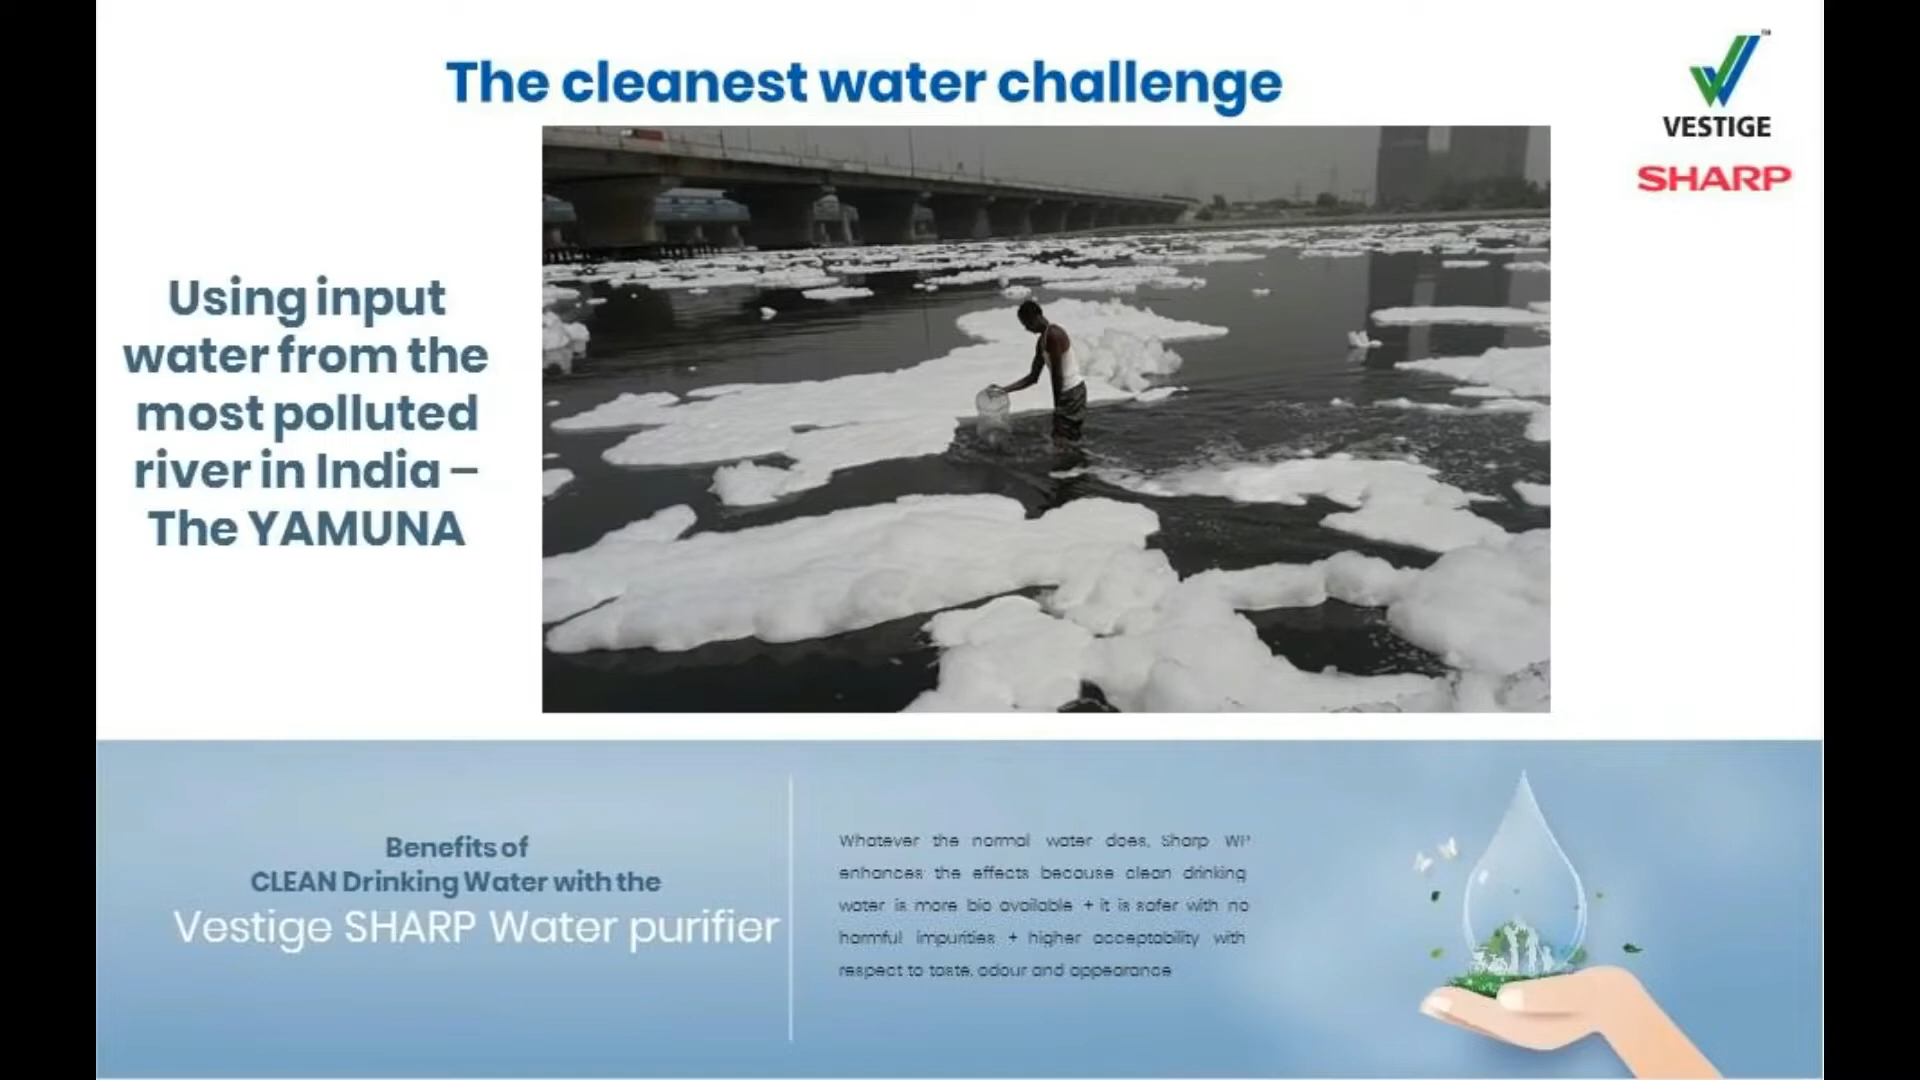 The cleanest water challenge
VESTIGE
SHARP
Using input
water from the
most polluted
river in India –
The YAMUNA
Benefits of
CLEAN Drinking Water with the
Vestige SHARP Water purifier
Whatever the normal water does, Sharp WP
enhances the effects because clean drinking
water is more bio available + it is safer with no
harmful impurities + higher acceptability with
respect to taste, odour and appearance